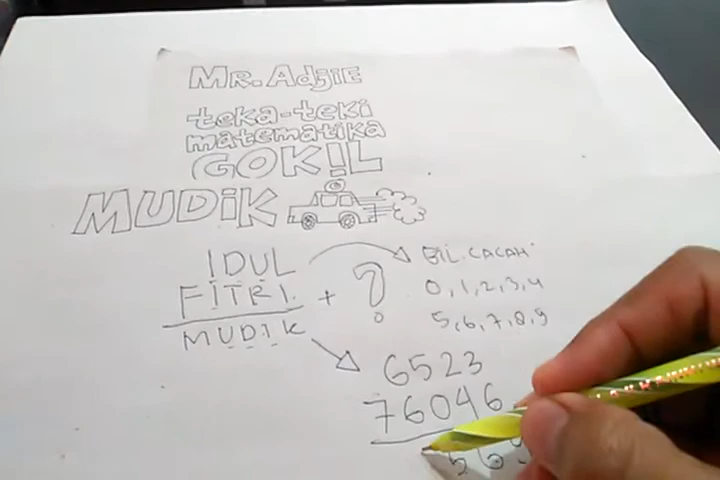 MR. ADJIE
teka-teki
matematika
GOK!L
MUDiK
IDUL
FITRI +
MUDIK
?
BIL. CACAH
0, 1, 2, 3, 4
5, 6, 7, 8, 9
6523
76046
56